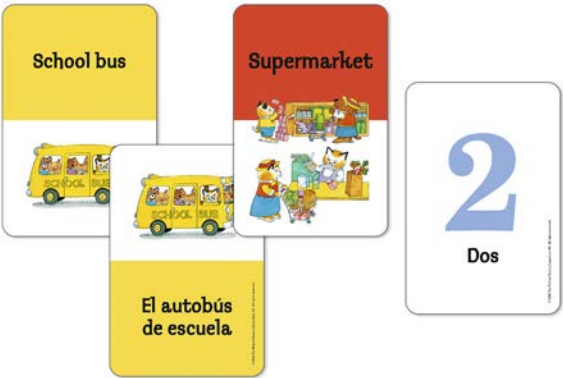 School bus
SCHOOL BUS
Supermarket
SCHOOL BUS
El autobús
de escuela
2
Dos